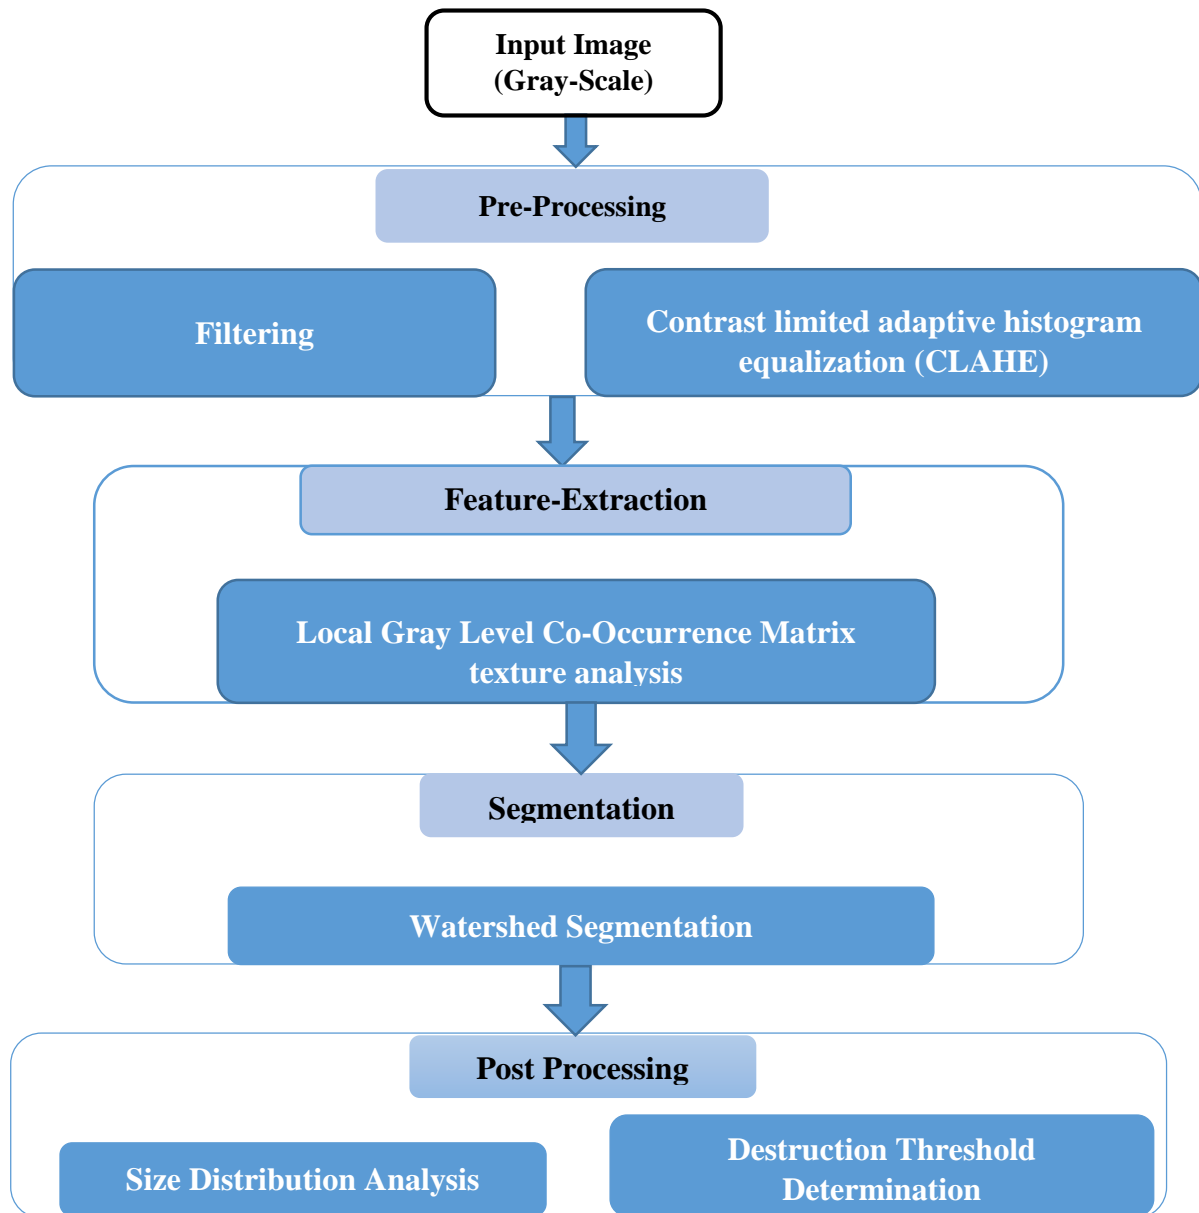 Input Image
(Gray-Scale)
Pre-Processing
Filtering
Contrast limited adaptive histogram
equalization (CLAHE)
Feature-Extraction
Local Gray Level Co-Occurrence Matrix
texture analysis
Segmentation
Watershed Segmentation
Post Processing
Size Distribution Analysis
Destruction Threshold
Determination